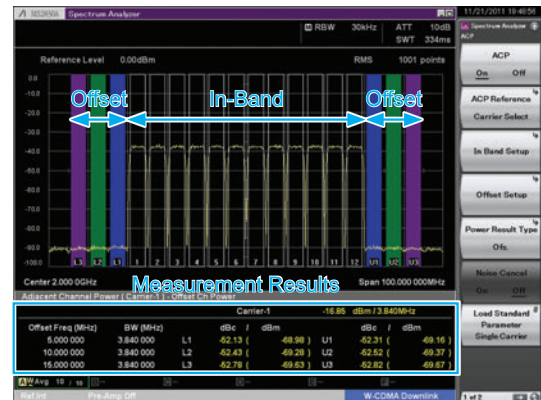 MS2690A Spectrum Analyzer 11/21/2011 19:48:56
RBW 30kHz ATT 10dB
SWT 334ms
Spectrum Analyzer
ACP
Reference Level 0.00dBm RMS 1001 points
ACP
On Off
0.0
-10.0
-20.0
-30.0
-40.0
-50.0
-60.0
-70.0
-80.0
-90.0
-100.0
Offset In-Band Offset
ACP Reference
Carrier Select
In Band Setup
Offset Setup
Power Result Type
Ofs.
L3 L2 L1 1 2 3 4 5 6 7 8 9 10 11 12 U1 U2 U3
Center 2.000 0GHz Span 100.000 000MHz
Measurement Results
Noise Cancel
On Off
Adjacent Channel Power ( Carrier-1 ) - Offset Ch Power
Carrier-1 -16.85 dBm / 3.840MHz
Offset Freq (MHz) BW (MHz) dBc / dBm dBc / dBm
5.000 000 3.840 000 L1 -52.13 ( -68.98 ) U1 -52.31 ( -69.16 )
10.000 000 3.840 000 L2 -52.43 ( -69.28 ) U2 -52.52 ( -69.37 )
15.000 000 3.840 000 L3 -52.78 ( -69.63 ) U3 -52.82 ( -69.67 )
Load Standard
Parameter
Single Carrier
Avg 10 / 10
Ref.Int Pre-Amp Off W-CDMA Downlink
1 of 2